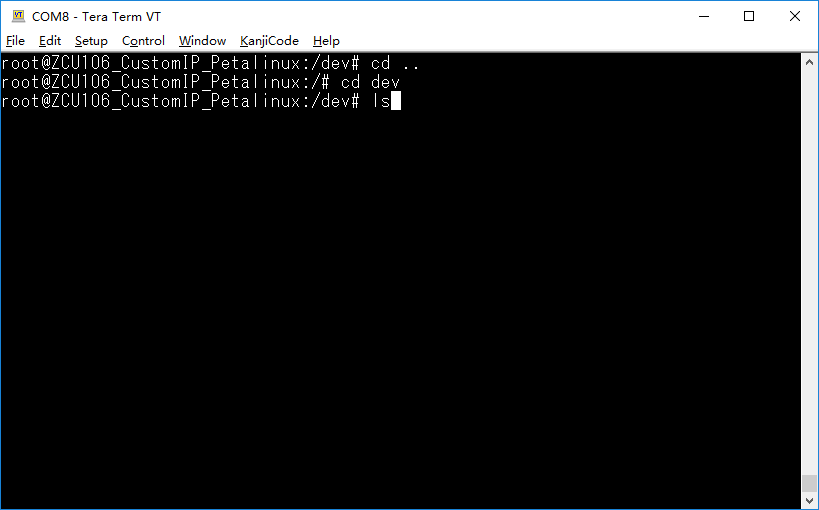 COM8 - Tera Term VT
File Edit Setup Control Window KanjiCode Help
root@ZCU106_CustomIP_Petalinux:/dev# cd ..
root@ZCU106_CustomIP_Petalinux:/# cd dev
root@ZCU106_CustomIP_Petalinux:/dev# ls